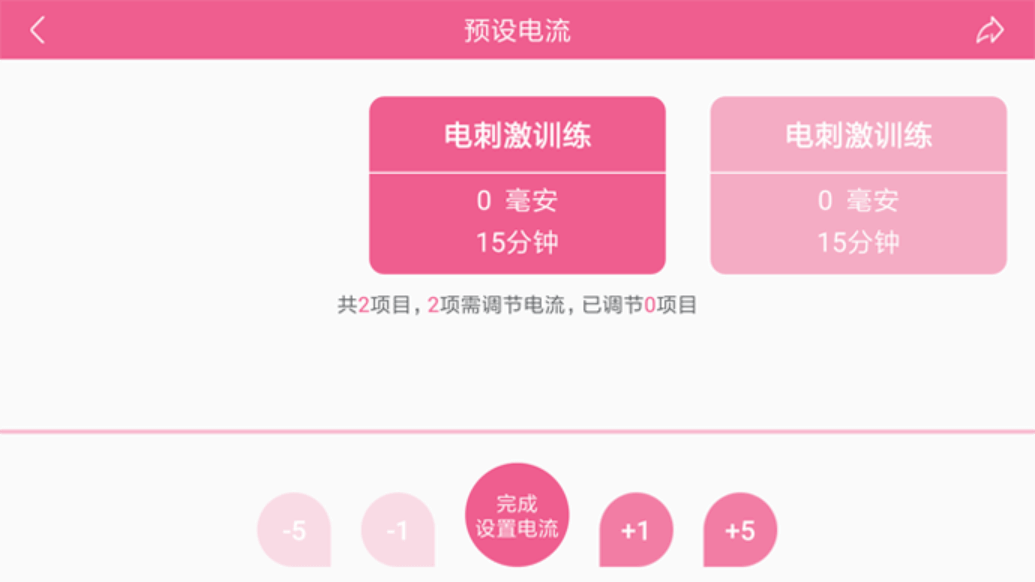 预设电流
电刺激训练
0 毫安
15分钟
电刺激训练
0 毫安
15分钟
共2项目，2项需调节电流，已调节0项目
-5
-1
完成
设置电流
+1
+5